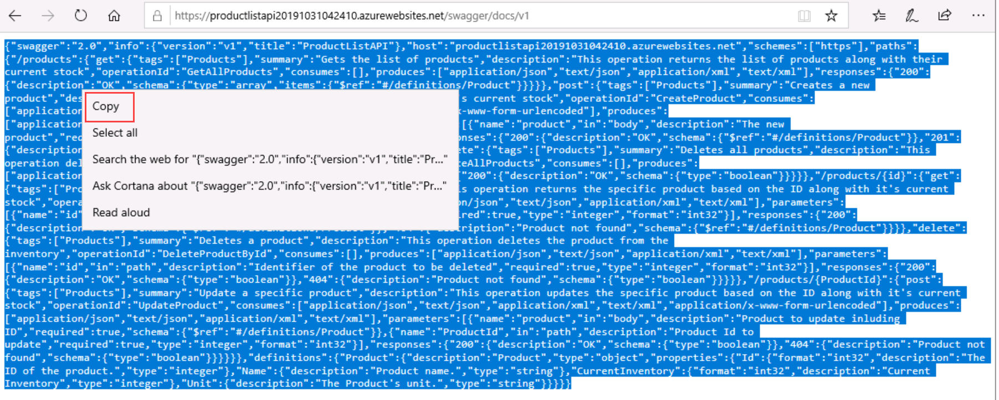 https://productlistapi20191031042410.azurewebsites.net/swagger/docs/v1
{"swagger":"2.0","info":{"version":"v1","title":"ProductListAPI"},"host":"productlistapi20191031042410.azurewebsites.net","schemes":["https"],"paths":
{"/products":{"get":{"tags":["Products"],"summary":"Gets the list of products","description":"This operation returns the list of products along with their
current stock","operationId":"GetAllProducts","consumes":[],"produces":["application/json","text/json","application/xml","text/xml"],"responses":{"200":
{"description":"OK","schema":{"type":"array","items":{"$ref":"#/definitions/Product"}}}}},"post":{"tags":["Products"],"summary":"Creates a new
product","des s current stock","operationId":"CreateProduct","consumes":
["application x-www-form-urlencoded"],"produces":
["application [{"name":"product","in":"body","description":"The new
product","req nses":{"200":{"description":"OK","schema":{"$ref":"#/definitions/Product"}},"201":
{"description ete":{"tags":["Products"],"summary":"Deletes all products","description":"This
operation del teAllProducts","consumes":[],"produces":
["application "200":{"description":"OK","schema":{"type":"boolean"}}}}},"/products/{id}":{"get":
{"tags":["Pro is operation returns the specific product based on the ID along with it's current
stock","opera on/json","text/json","application/xml","text/xml"],"parameters":
[{"name":"id" ired":true,"type":"integer","format":"int32"}],"responses":{"200":
{"description description":"Product not found","schema":{"$ref":"#/definitions/Product"}}}},"delete":
Copy
Select all
Search the web for "{"swagger":"2.0","info":{"version":"v1","title":"Pr..."
Ask Cortana about "{"swagger":"2.0","info":{"version":"v1","title":"Pr..."
Read aloud
{"tags":["Products"],"summary":"Deletes a product","description":"This operation deletes the product from the
inventory","operationId":"DeleteProductById","consumes":[],"produces":["application/json","text/json","application/xml","text/xml"],"parameters":
[{"name":"id","in":"path","description":"Identifier of the product to be deleted","required":true,"type":"integer","format":"int32"}],"responses":{"200":
{"description":"OK","schema":{"type":"boolean"}},"404":{"description":"Product not found","schema":{"type":"boolean"}}}}},"/products/{ProductId}":{"post":
{"tags":["Products"],"summary":"Update a specific product","description":"This operation updates the specific product based on the ID along with it's current
stock","operationId":"UpdateProduct","consumes":["application/json","text/json","application/xml","text/xml","application/x-www-form-urlencoded"],"produces":
["application/json","text/json","application/xml","text/xml"],"parameters":[{"name":"product","in":"body","description":"Product to update inluding
ID","required":true,"schema":{"$ref":"#/definitions/Product"}},{"name":"ProductId","in":"path","description":"Product Id to
update","required":true,"type":"integer","format":"int32"}],"responses":{"200":{"description":"OK","schema":{"type":"boolean"}},"404":{"description":"Product not
found","schema":{"type":"boolean"}}}}}},"definitions":{"Product":{"description":"Product","type":"object","properties":{"Id":{"format":"int32","description":"The
ID of the product.","type":"integer"},"Name":{"description":"Product name.","type":"string"},"CurrentInventory":{"format":"int32","description":"Current
Inventory","type":"integer"},"Unit":{"description":"The Product's unit.","type":"string"}}}}}